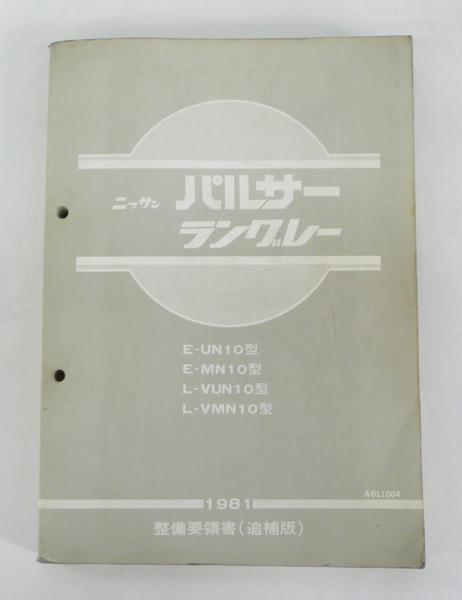 ニッサン パルサー
ラングレー
E-UN10型
E-MN10型
L-VUN10型
L-VMN10型
A011004
1981
整備要領書(追補版)